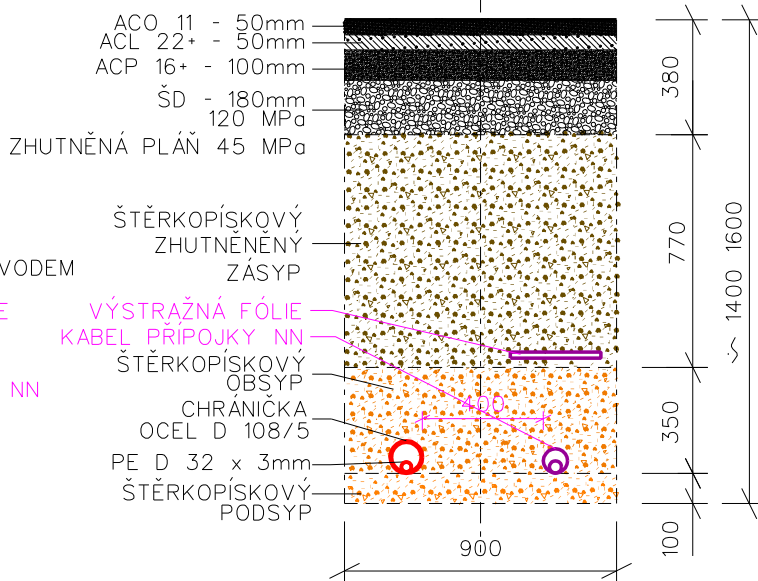 ACO 11 - 50mm
ACL 22+ - 50mm
ACP 16+ - 100mm
ŠD - 180mm
120 MPa
ZHUTNĚNÁ PLÁŇ 45 MPa
ŠTĚRKOPÍSKOVÝ
ZHUTNĚNĚNÝ
ZÁSYP
VODEM
E
VÝSTRAŽNÁ FÓLIE
KABEL PŘÍPOJKY NN
ŠTĚRKOPÍSKOVÝ
OBSYP
NN
CHRÁNIČKA
OCEL D 108/5
PE D 32 x 3mm
ŠTĚRKOPÍSKOVÝ
PODSYP
400
900
380
770
350
100
~ 1400 - 1600